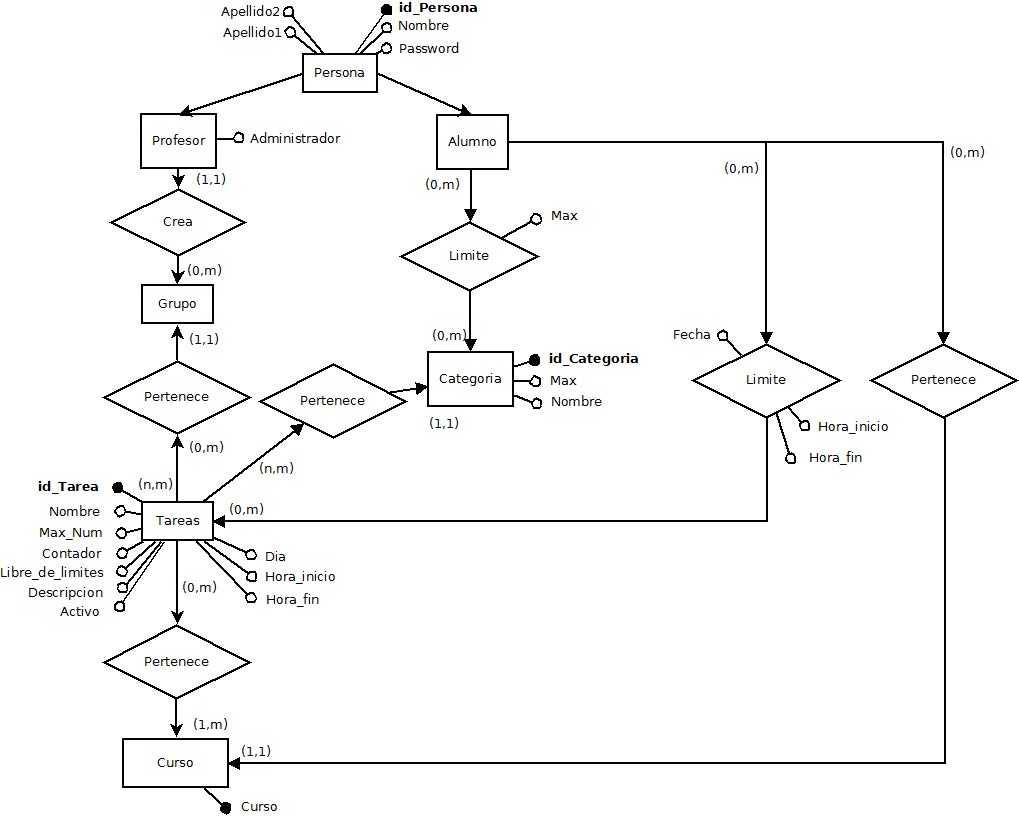 Apellido2
id_Persona
Apellido1
Nombre
Password
Persona
Profesor
Administrador
Alumno
(0,m)
(0,m)
(1,1)
(0,m)
Crea
Max
Limite
(0,m)
Grupo
(1,1)
(0,m)
Fecha
id_Categoria
Categoria
Max
Nombre
Limite
Pertenece
Pertenece
Pertenece
(1,1)
Hora_inicio
Hora_fin
(0,m)
(n,m)
(n,m)
id_Tarea
Nombre
Tareas
(0,m)
Max_Num
Contador
Libre_de_limites
Descripcion
Activo
Dia
Hora_inicio
Hora_fin
(0,m)
Pertenece
(1,m)
Curso
(1,1)
Curso